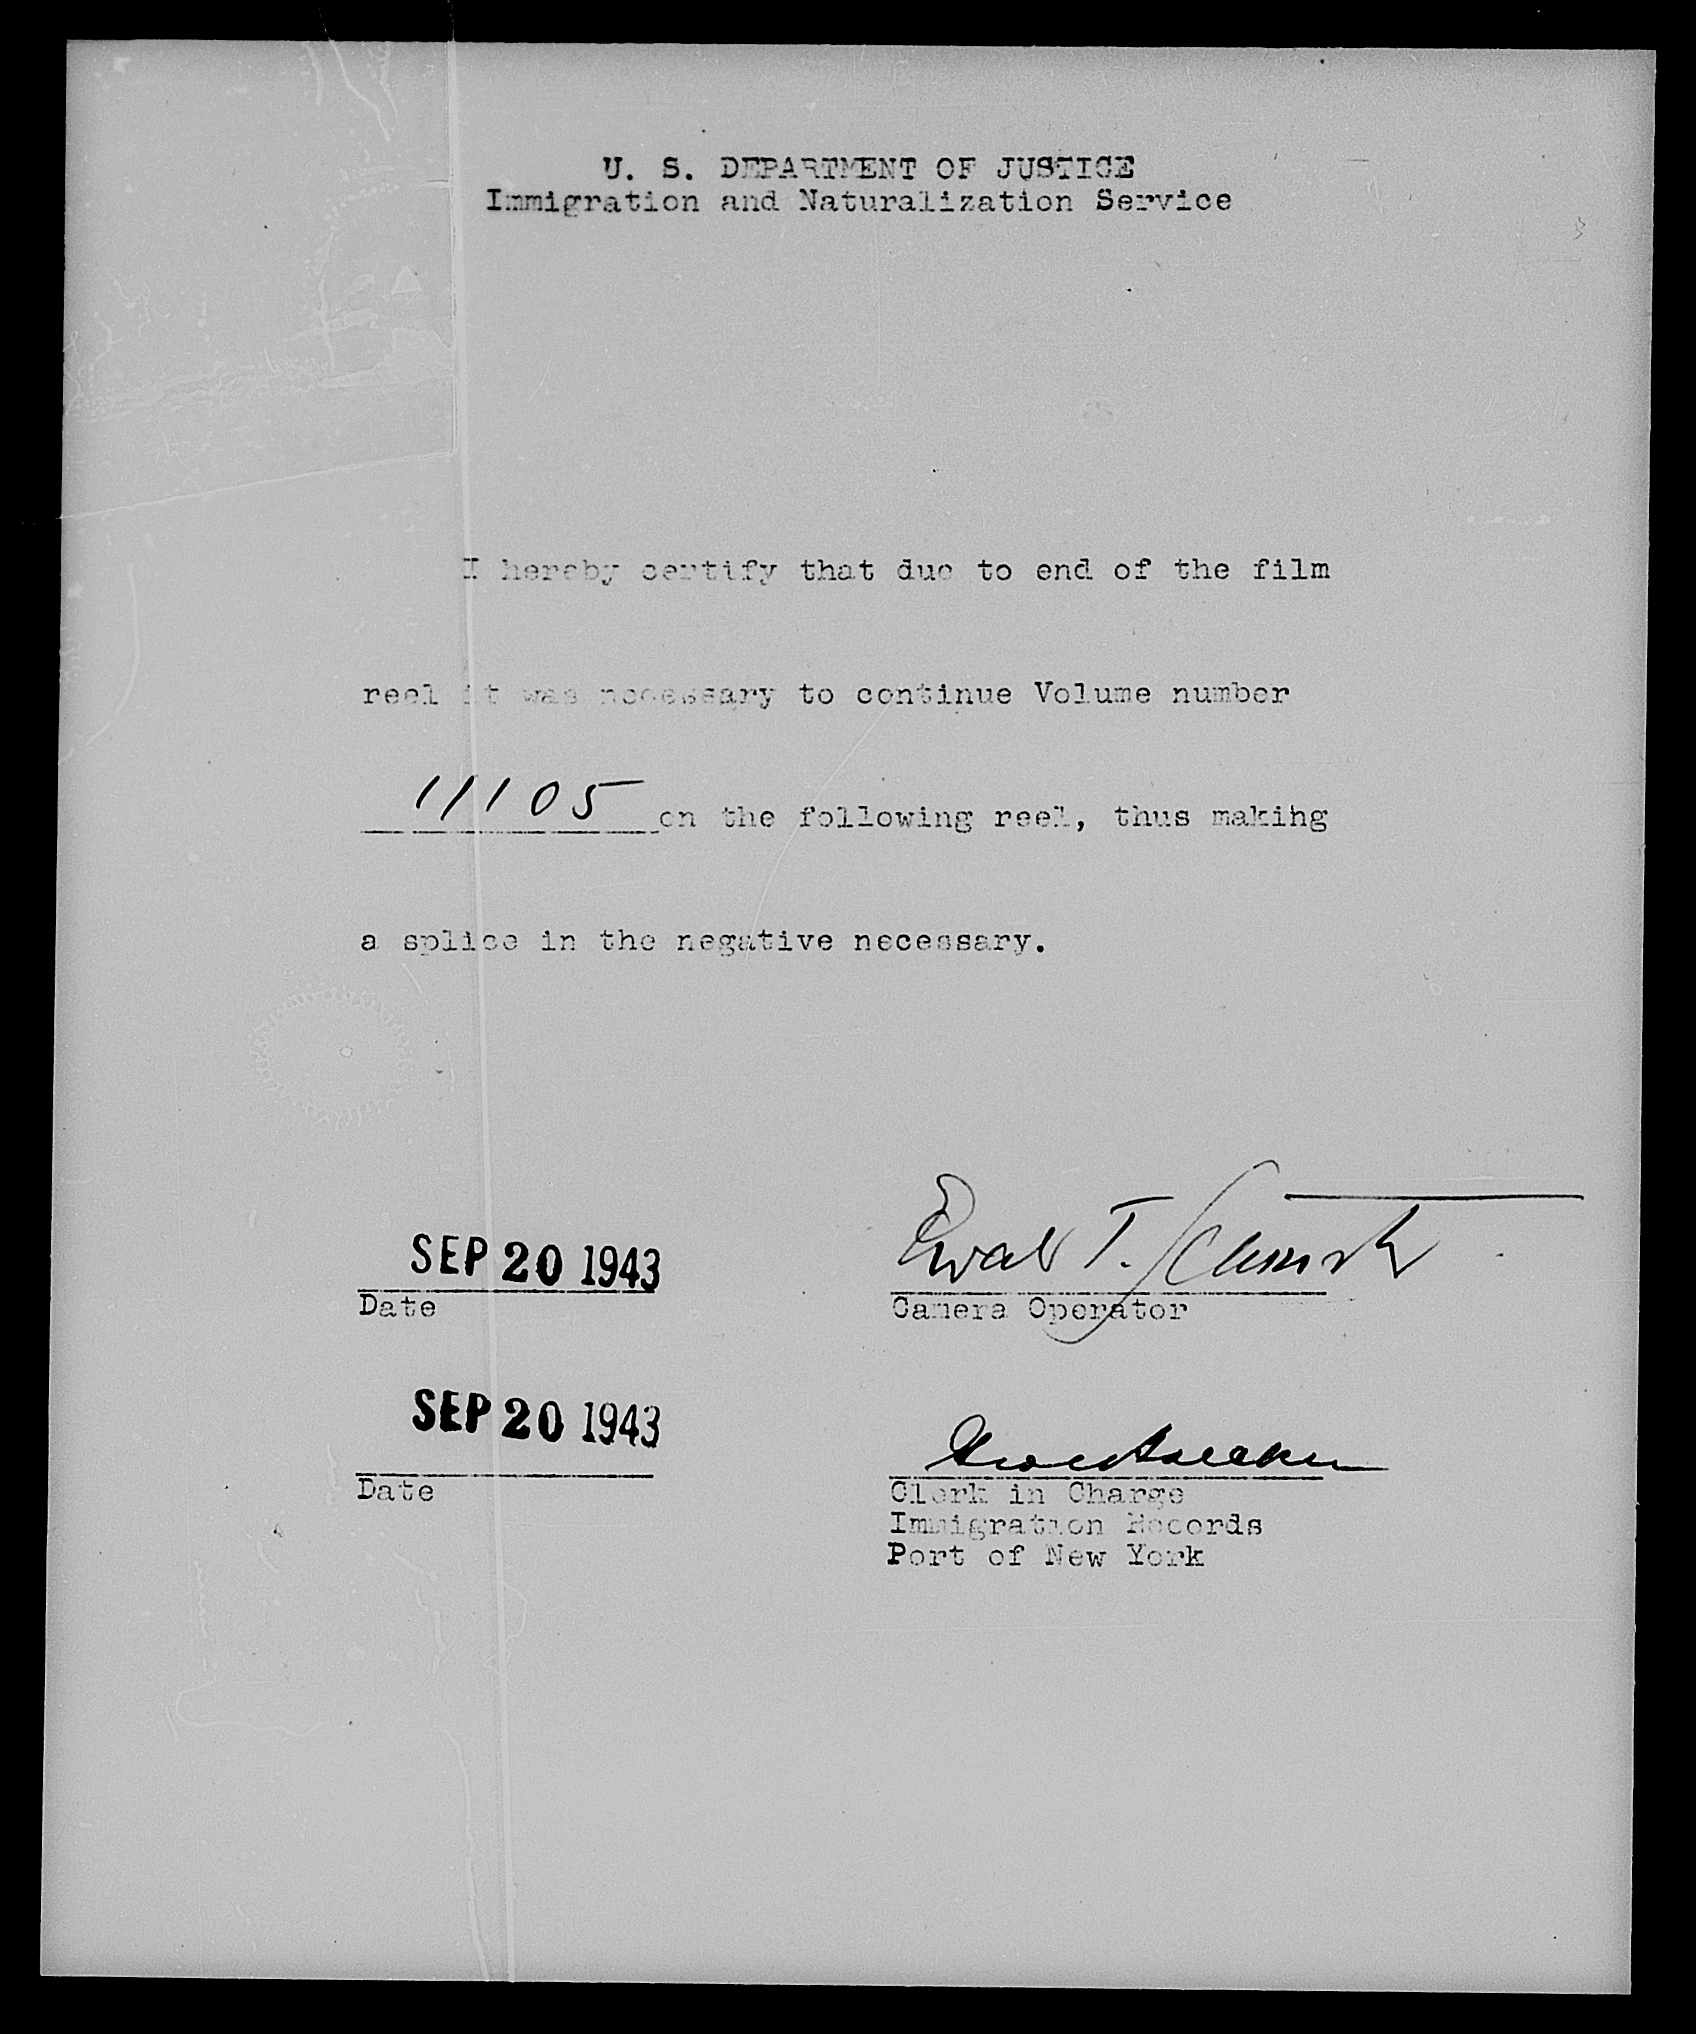 U. S. DEPARTMENT OF JUSTICE
Immigration and Naturalization Service
I hereby certify that due to end of the film
reel it was necessary to continue Volume number
11105 on the following reel, thus making
a splice in the negative necessary.
SEP 20 1943
Date
Ewald T.
Camera Operator
SEP 20 1943
Date
Clerk in Charge
Immigration Records
Port of New York